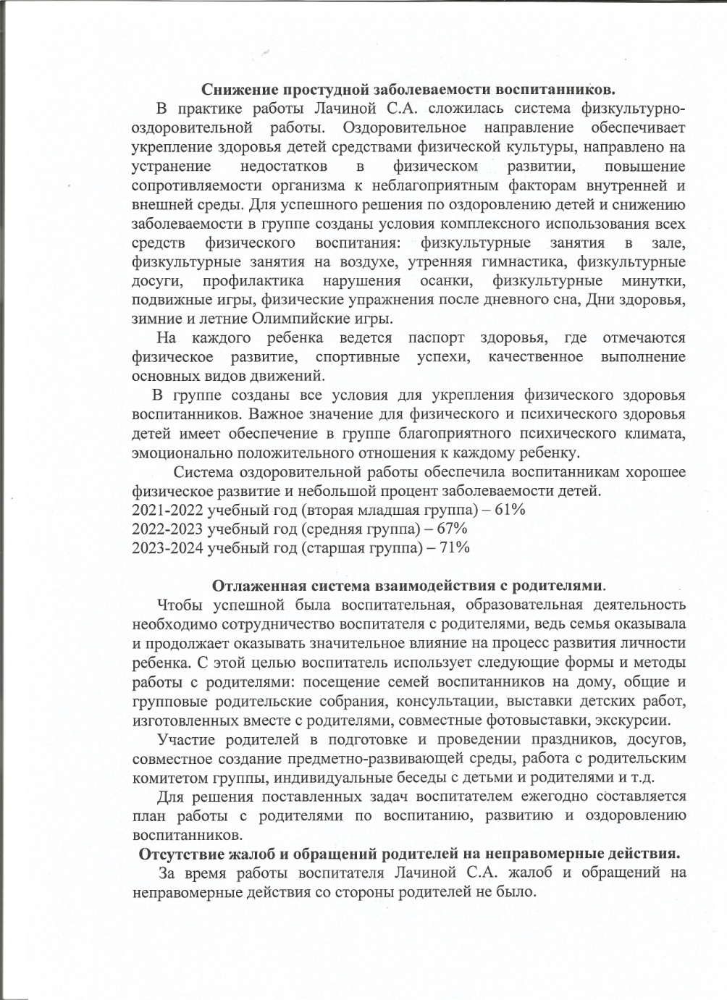 Снижение простудной заболеваемости воспитанников.
В практике работы Лачиной С.А. сложилась система физкультурно-
оздоровительной работы. Оздоровительное направление обеспечивает
укрепление здоровья детей средствами физической культуры, направлено на
устранение недостатков в физическом развитии, повышение
сопротивляемости организма к неблагоприятным факторам внутренней и
внешней среды. Для успешного решения по оздоровлению детей и снижению
заболеваемости в группе созданы условия комплексного использования всех
средств физического воспитания: физкультурные занятия в зале,
физкультурные занятия на воздухе, утренняя гимнастика, физкультурные
досуги, профилактика нарушения осанки, физкультурные минутки,
подвижные игры, физические упражнения после дневного сна, Дни здоровья,
зимние и летние Олимпийские игры.
На каждого ребенка ведется паспорт здоровья, где отмечаются
физическое развитие, спортивные успехи, качественное выполнение
основных видов движений.
В группе созданы все условия для укрепления физического здоровья
воспитанников. Важное значение для физического и психического здоровья
детей имеет обеспечение в группе благоприятного психического климата,
эмоционально положительного отношения к каждому ребенку.
Система оздоровительной работы обеспечила воспитанникам хорошее
физическое развитие и небольшой процент заболеваемости детей.
2021-2022 учебный год (вторая младшая группа) – 61%
2022-2023 учебный год (средняя группа) – 67%
2023-2024 учебный год (старшая группа) – 71%
Отлаженная система взаимодействия с родителями.
Чтобы успешной была воспитательная, образовательная деятельность
необходимо сотрудничество воспитателя с родителями, ведь семья оказывала
и продолжает оказывать значительное влияние на процесс развития личности
ребенка. С этой целью воспитатель использует следующие формы и методы
работы с родителями: посещение семей воспитанников на дому, общие и
групповые родительские собрания, консультации, выставки детских работ,
изготовленных вместе с родителями, совместные фотовыставки, экскурсии.
Участие родителей в подготовке и проведении праздников, досугов,
совместное создание предметно-развивающей среды, работа с родительским
комитетом группы, индивидуальные беседы с детьми и родителями и т.д.
Для решения поставленных задач воспитателем ежегодно составляется
план работы с родителями по воспитанию, развитию и оздоровлению
воспитанников.
Отсутствие жалоб и обращений родителей на неправомерные действия.
За время работы воспитателя Лачиной С.А. жалоб и обращений на
неправомерные действия со стороны родителей не было.